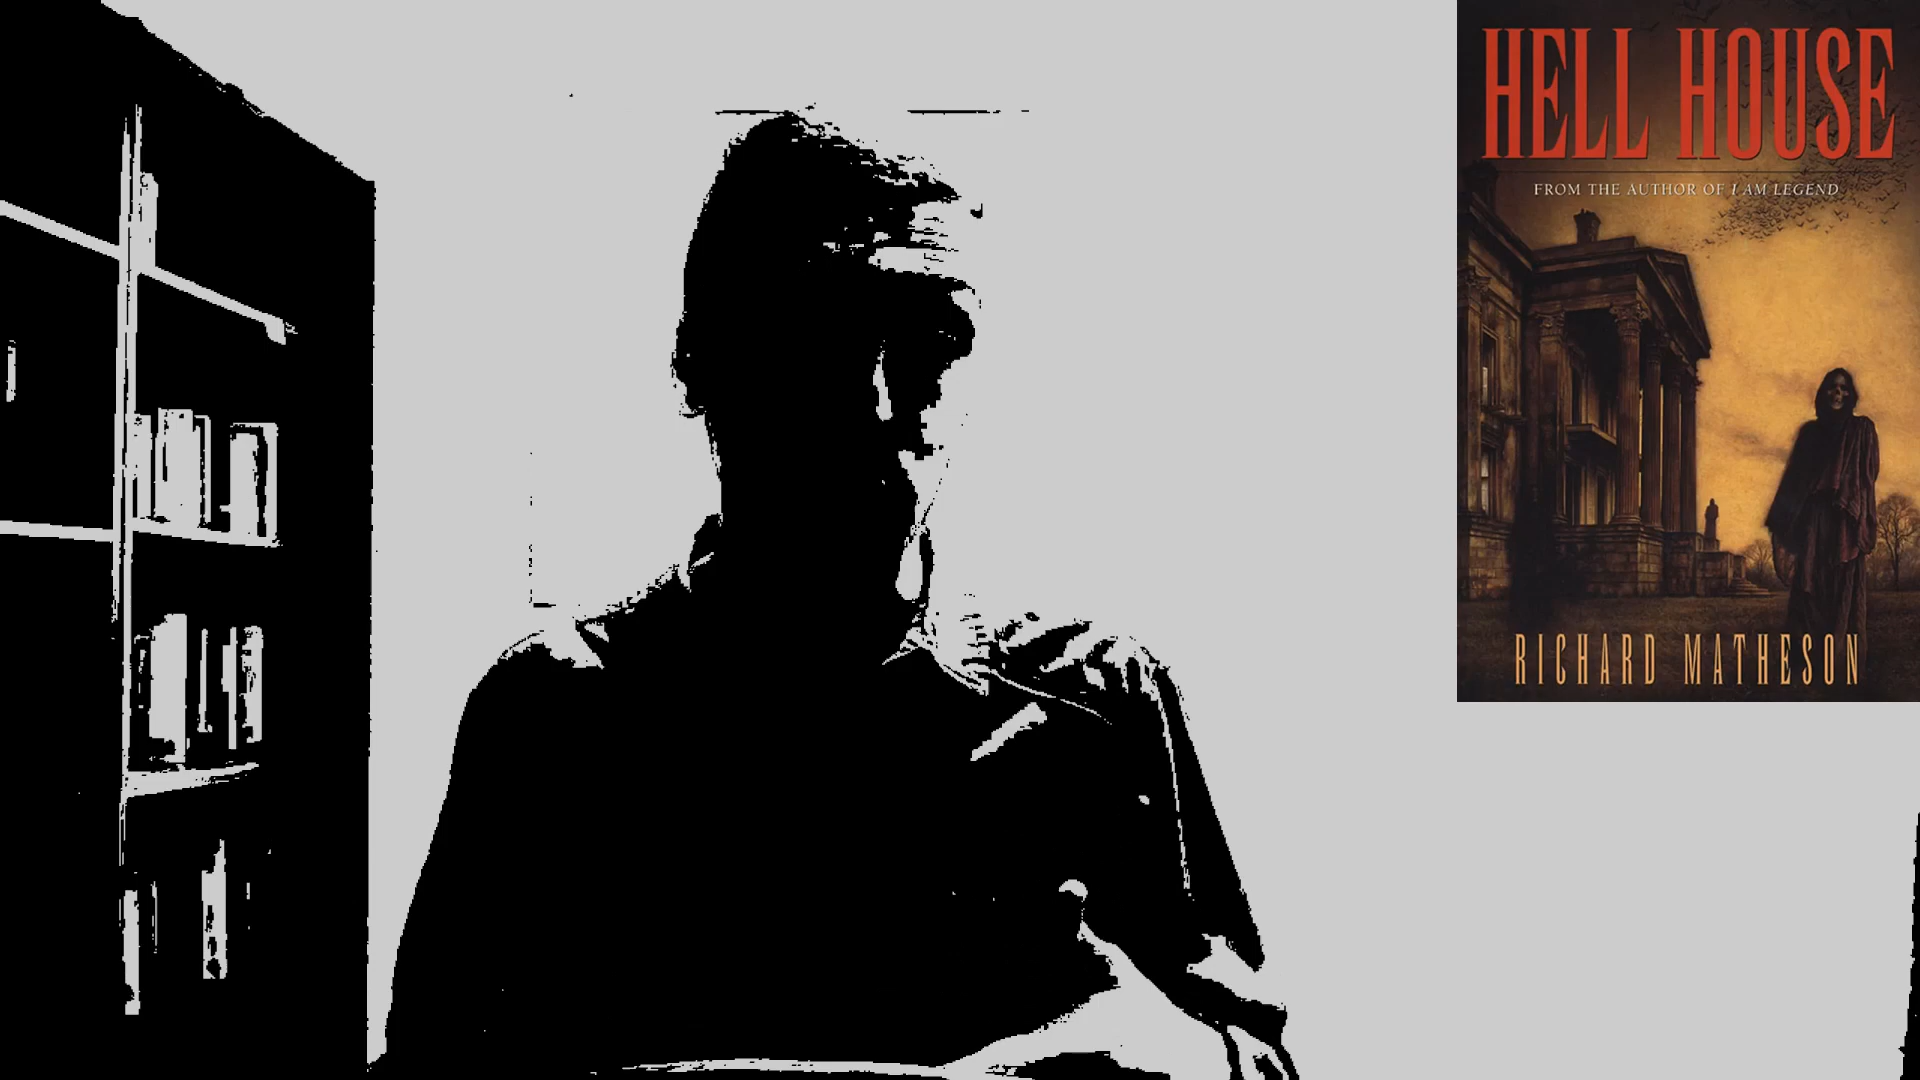 HELL HOUSE
FROM THE AUTHOR OF I AM LEGEND
RICHARD MATHESON